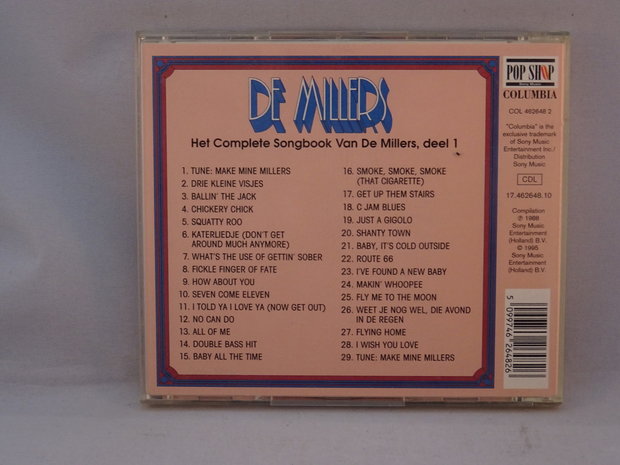 DE MILLERS
Het Complete Songbook Van De Millers, deel 1
1. TUNE: MAKE MINE MILLERS
2. DRIE KLEINE VISJES
3. BALLIN' THE JACK
4. CHICKERY CHICK
5. SQUATTY ROO
6. KATERLIEDJE (DON'T GET
AROUND MUCH ANYMORE)
7. WHAT'S THE USE OF GETTIN' SOBER
8. FICKLE FINGER OF FATE
9. HOW ABOUT YOU
10. SEVEN COME ELEVEN
11. I TOLD YA I LOVE YA (NOW GET OUT)
12. NO CAN DO
13. ALL OF ME
14. DOUBLE BASS HIT
15. BABY ALL THE TIME
16. SMOKE, SMOKE, SMOKE
(THAT CIGARETTE)
17. GET UP THEM STAIRS
18. C JAM BLUES
19. JUST A GIGOLO
20. SHANTY TOWN
21. BABY, IT'S COLD OUTSIDE
22. ROUTE 66
23. I'VE FOUND A NEW BABY
24. MAKIN' WHOOPEE
25. FLY ME TO THE MOON
26. WEET JE NOG WEL, DIE AVOND
IN DE REGEN
27. FLYING HOME
28. I WISH YOU LOVE
29. TUNE: MAKE MINE MILLERS
POP SHOP
Sony Music
COLUMBIA
COL 462648 2
"Columbia" is the
exclusive trademark
of Sony Music
Entertainment Inc./
Distribution
Sony Music
CDL
17.462648.10
Compilation
℗ 1988
Sony Music
Entertainment
(Holland) B.V.
© 1995
Sony Music
Entertainment
(Holland) B.V.
5 099746 264826